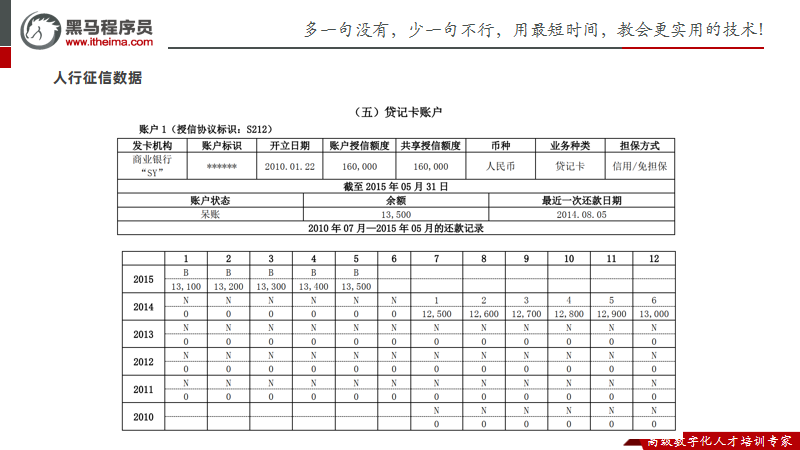 黑马程序员
www.itheima.com
多一句没有，少一句不行，用最短时间，教会更实用的技术!
人行征信数据
（五）贷记卡账户
账户 1（授信协议标识: S212）
发卡机构 账户标识 开立日期 账户授信额度 共享授信额度 币种 业务种类 担保方式
商业银行 “SY” ****** 2010.01.22 160,000 160,000 人民币 贷记卡 信用/免担保
截至 2015 年 05 月 31 日
账户状态 余额 最近一次还款日期
呆账 13,500 2014.08.05
2010 年 07 月—2015 年 05 月的还款记录
1 2 3 4 5 6 7 8 9 10 11 12
2015 B B B B B
13,100 13,200 13,300 13,400 13,500
2014 N N N N N N 1 2 3 4 5 6
0 0 0 0 0 0 12,500 12,600 12,700 12,800 12,900 13,000
2013 N N N N N N N N N N N N
0 0 0 0 0 0 0 0 0 0 0 0
2012 N N N N N N N N N N N N
0 0 0 0 0 0 0 0 0 0 0 0
2011 N N N N N N N N N N N N
0 0 0 0 0 0 0 0 0 0 0 0
2010 N N N N N N
0 0 0 0 0 0
高级数字化人才培训专家